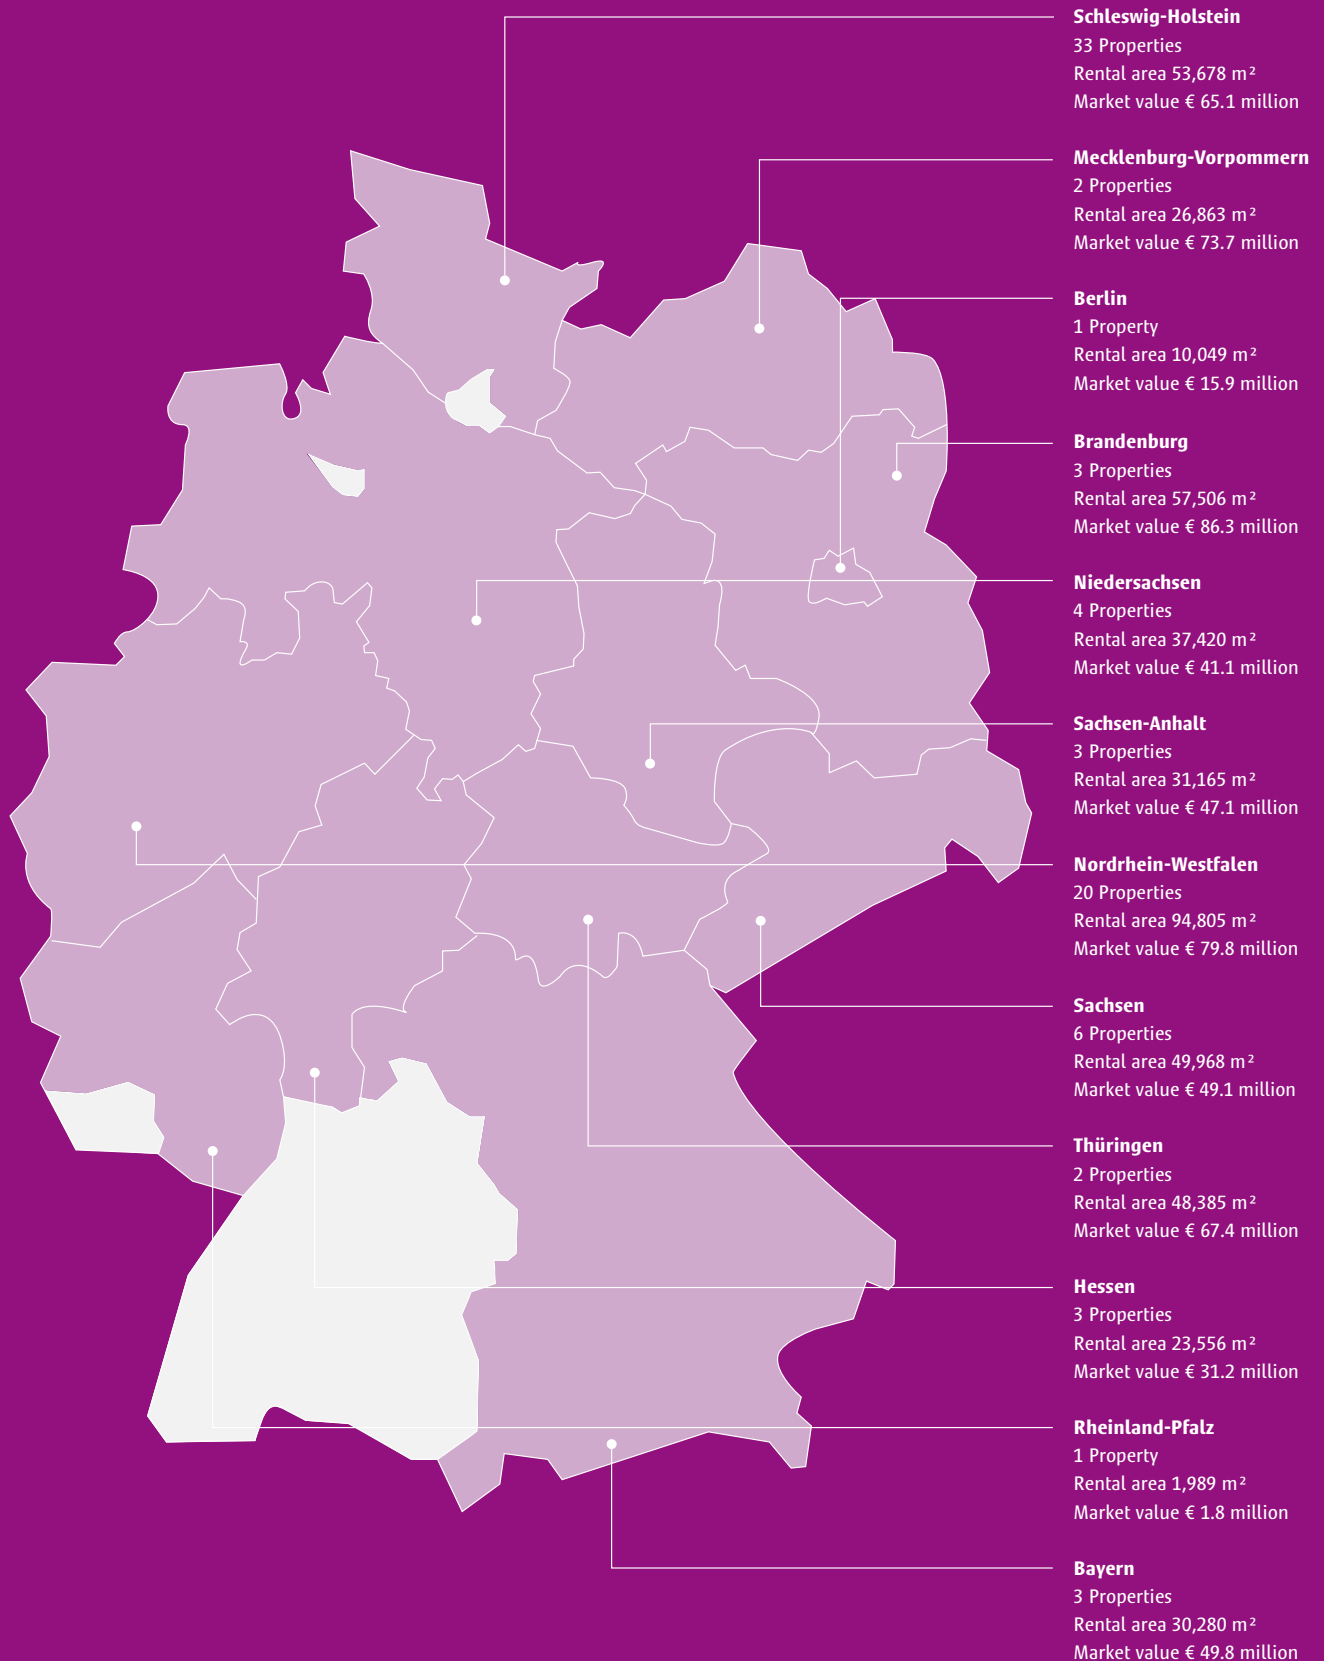 Schleswig-Holstein
33 Properties
Rental area 53,678 m²
Market value € 65.1 million
Mecklenburg-Vorpommern
2 Properties
Rental area 26,863 m²
Market value € 73.7 million
Berlin
1 Property
Rental area 10,049 m²
Market value € 15.9 million
Brandenburg
3 Properties
Rental area 57,506 m²
Market value € 86.3 million
Niedersachsen
4 Properties
Rental area 37,420 m²
Market value € 41.1 million
Sachsen-Anhalt
3 Properties
Rental area 31,165 m²
Market value € 47.1 million
Nordrhein-Westfalen
20 Properties
Rental area 94,805 m²
Market value € 79.8 million
Sachsen
6 Properties
Rental area 49,968 m²
Market value € 49.1 million
Thüringen
2 Properties
Rental area 48,385 m²
Market value € 67.4 million
Hessen
3 Properties
Rental area 23,556 m²
Market value € 31.2 million
Rheinland-Pfalz
1 Property
Rental area 1,989 m²
Market value € 1.8 million
Bayern
3 Properties
Rental area 30,280 m²
Market value € 49.8 million